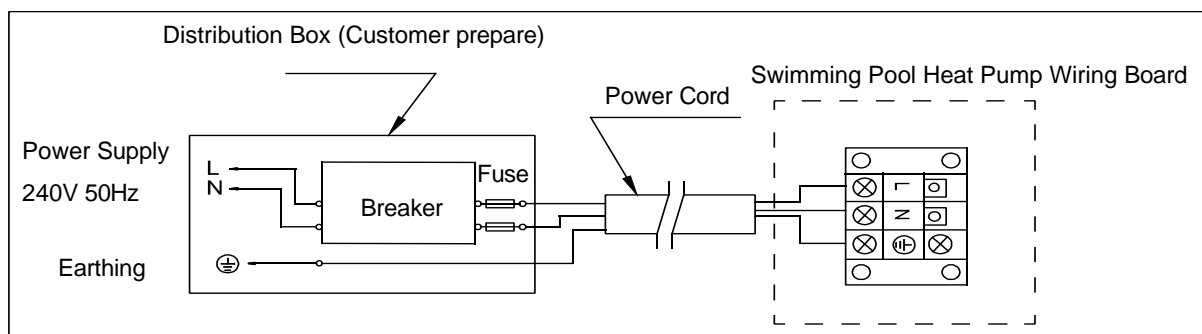 Distribution Box (Customer prepare)
Swimming Pool Heat Pump Wiring Board
Power Cord
Power Supply
240V 50Hz
L
N
Fuse
Breaker
Earthing
L
N